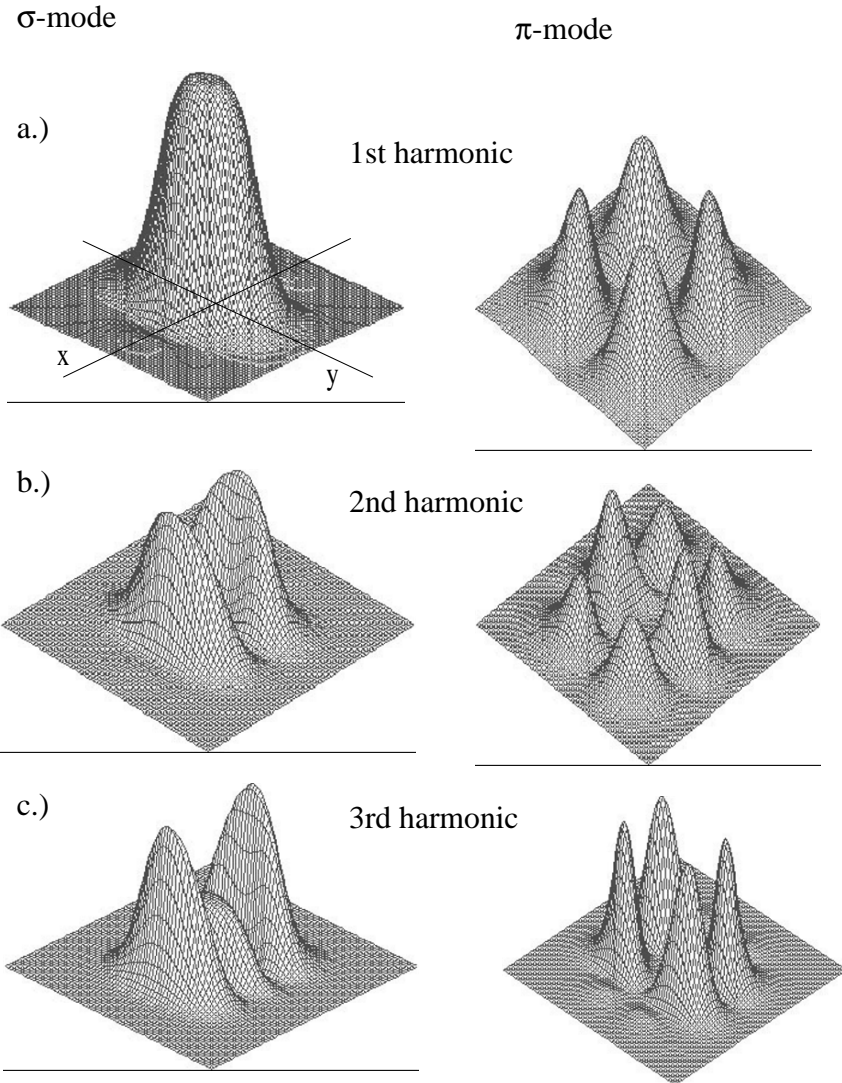 σ-mode
π-mode
a.)
1st harmonic
x
y
b.)
2nd harmonic
c.)
3rd harmonic